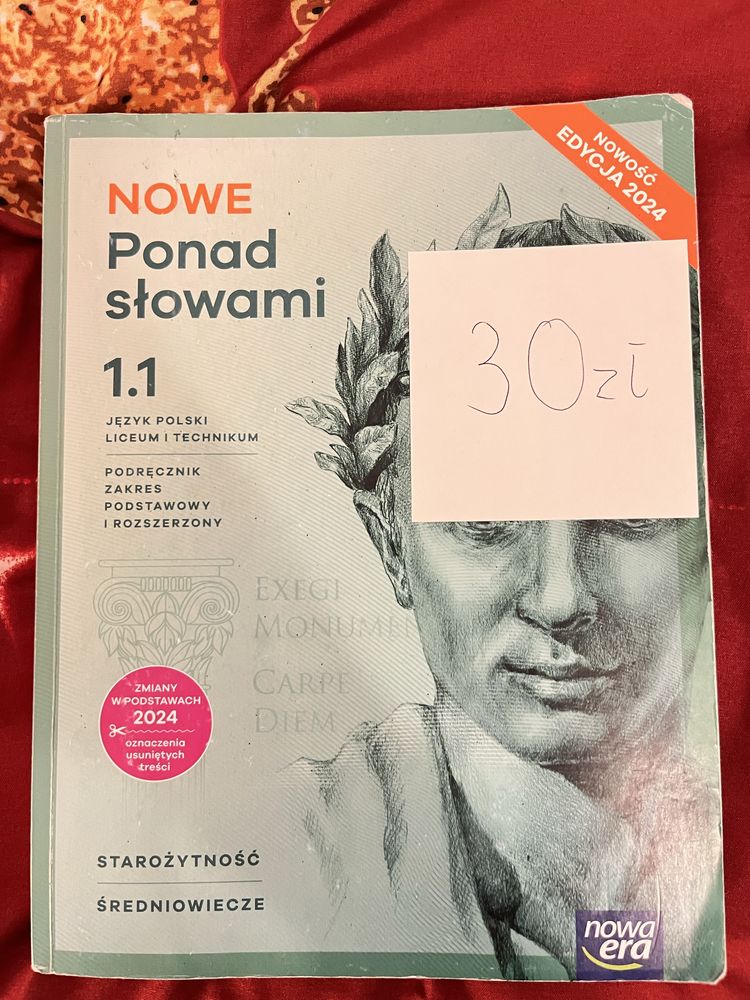 NOWOŚĆ
EDYCJA 2024
NOWE
Ponad
słowami
1.1
JĘZYK POLSKI
LICEUM I TECHNIKUM
PODRĘCZNIK
ZAKRES
PODSTAWOWY
I ROZSZERZONY
30zł
EXEGI
MONUME
CARPE
DIEM
ZMIANY
W PODSTAWACH
2024
oznaczenia
usuniętych
treści
STAROŻYTNOŚĆ
ŚREDNIOWIECZE
nowa
era